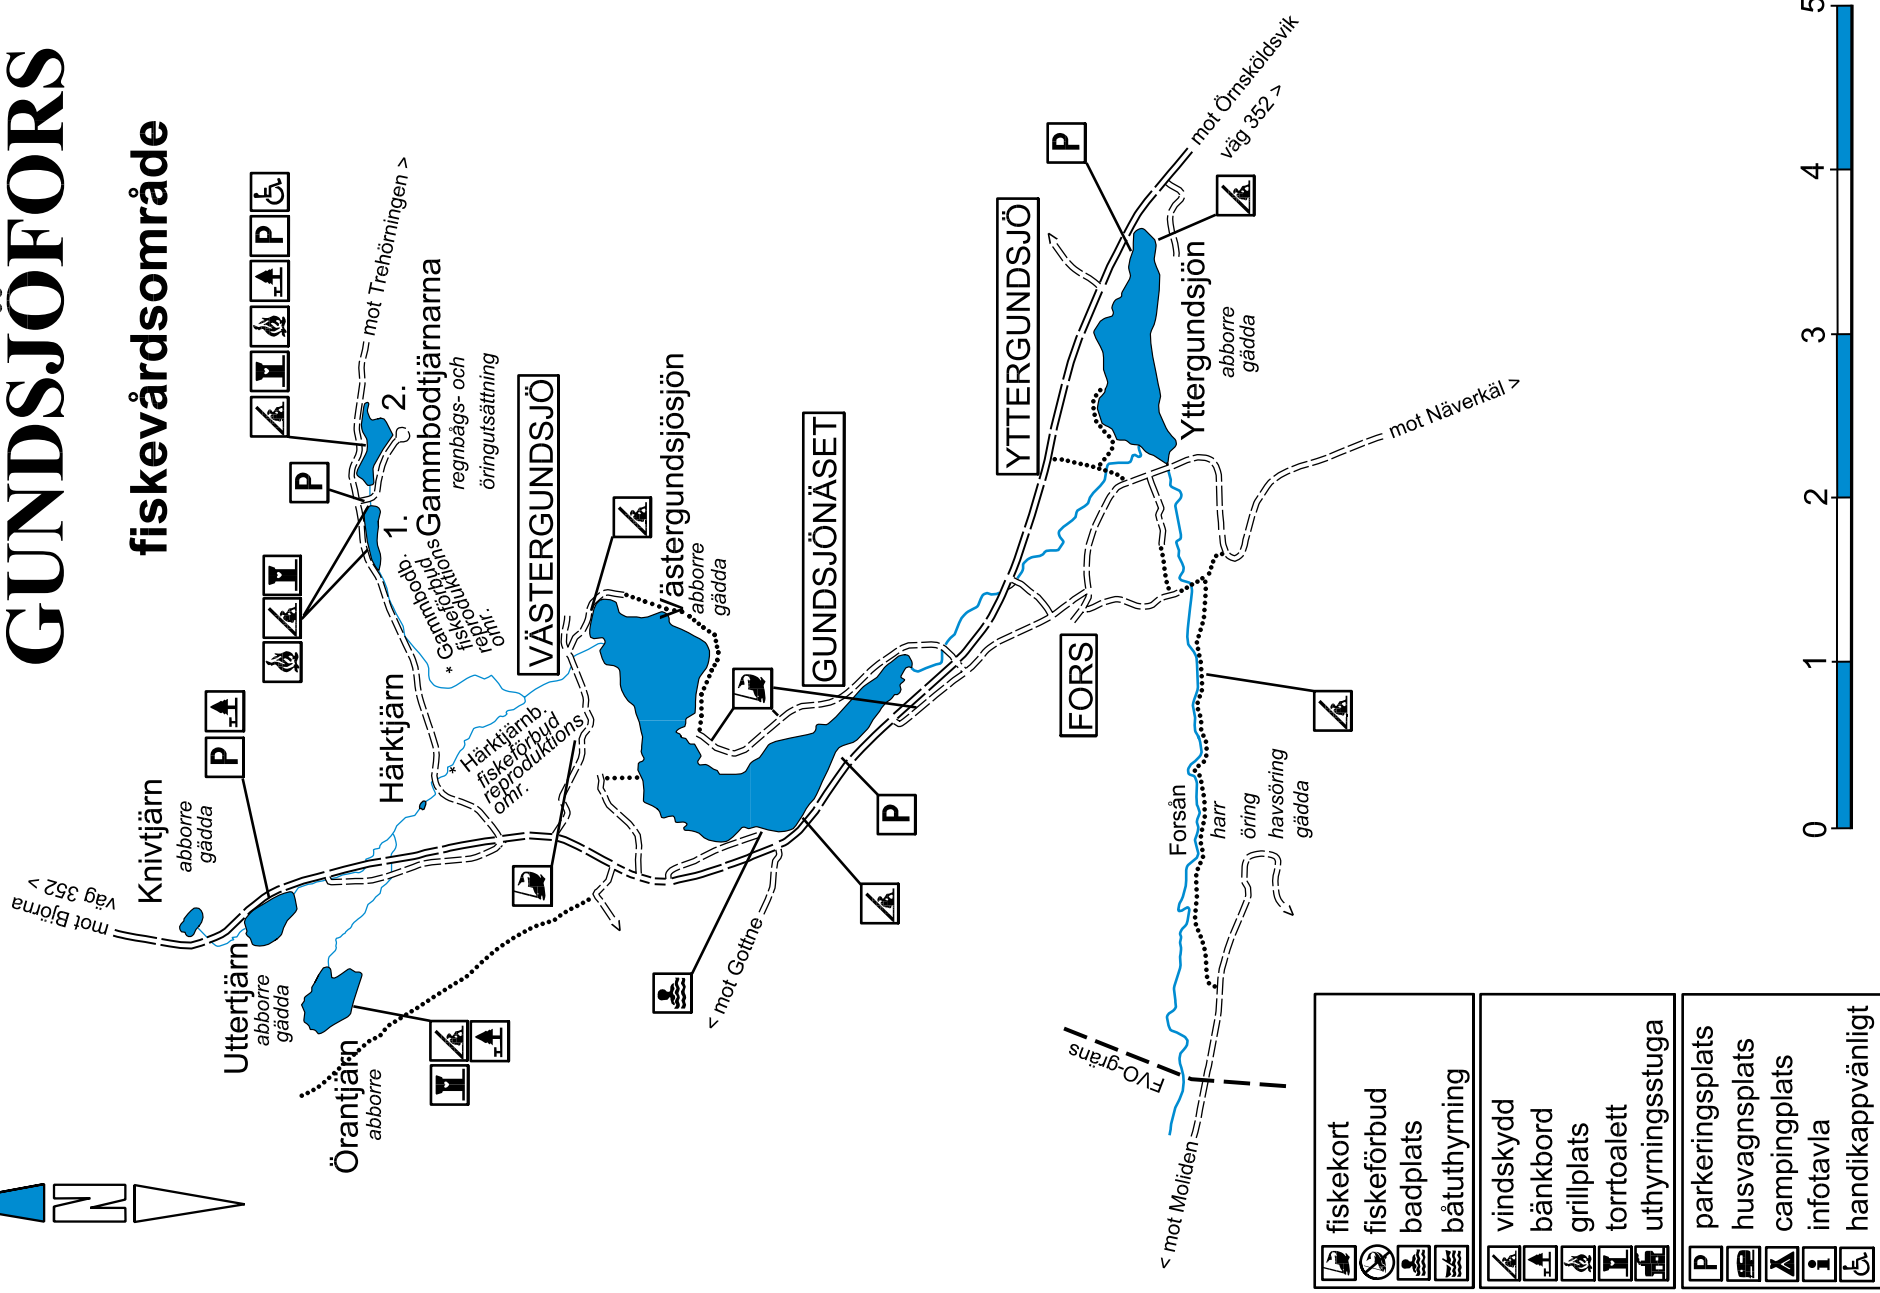 GUNDSJÖFORS
fiskevårdsområde
mot Björna
väg 352 >
Knivtjärn
abborre
gädda
P
Uttertjärn
abborre
gädda
Örantjärn
abborre
N
Härktjärn
* Härktjärnb.
fiskeförbud
reproduktions
omr.
* Gammbodb.
fiskeförbud
reproduktions
omr.
P
P
mot Trehörningen >
1.
2.
Gammbodtjärnarna
regnbågs- och
öringutsättning
VÄSTERGUNDSJÖ
Västergundsjösjön
abborre
gädda
GUNDSJÖNÄSET
P
< mot Gottne
YTTERGUNDSJÖ
P
mot Örnsköldsvik
väg 352 >
Yttergundsjön
abborre
gädda
mot Näverkäl >
FORS
Forsån
harr
öring
havsöring
gädda
FVO-gräns
< mot Moliden
fiskekort
fiskeförbud
badplats
båtuthyrning
vindskydd
bänkbord
grillplats
torrtoalett
uthyrningsstuga
P parkeringsplats
husvagnsplats
campingplats
i infotavla
handikappvänligt
0 1 2 3 4 5